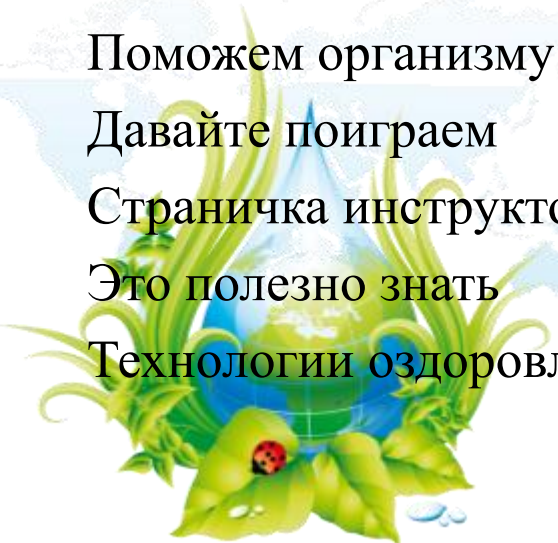 Поможем организму
Давайте поиграем
Страничка
Это полезно знать
Технологии